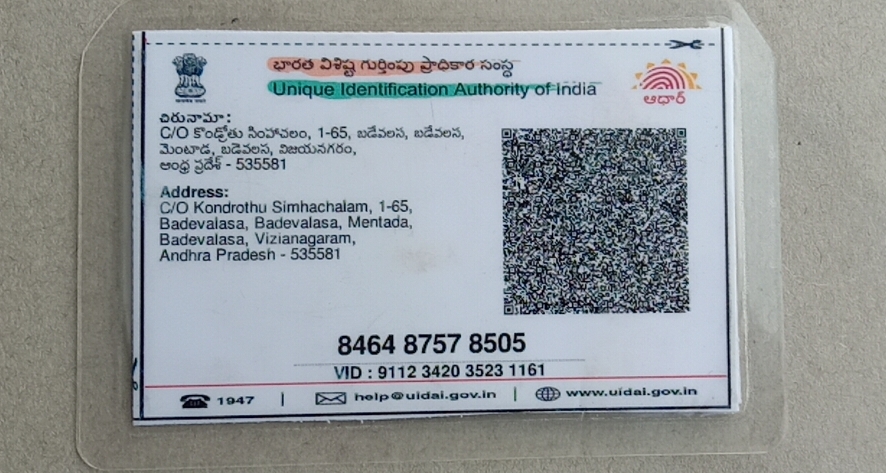 భారత విశిష్ట గుర్తింపు ప్రాధికార సంస్థ
Unique Identification Authority of India
ఆధార్
చిరునామా:
C/O కొండ్రోతు సింహాచలం, 1-65, బడేవలస, బడేవలస,
మెంటాడ, బడెవలస, విజయనగరం,
ఆంధ్ర ప్రదేశ్ - 535581
Address:
C/O Kondrothu Simhachalam, 1-65,
Badevalasa, Badevalasa, Mentada,
Badevalasa, Vizianagaram,
Andhra Pradesh - 535581
8464 8757 8505
VID : 9112 3420 3523 1161
1947 | help@uidai.gov.in | www.uidai.gov.in